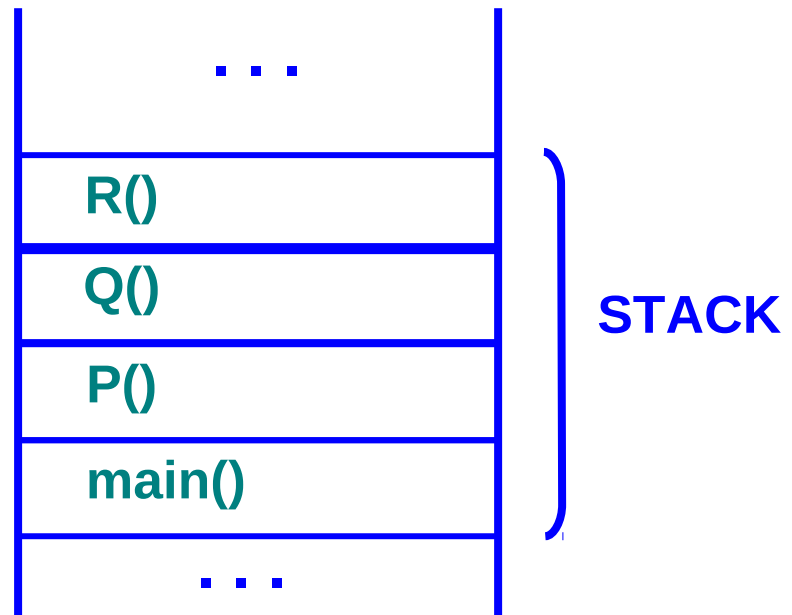 . . .
R()
Q()
STACK
P()
main()
. . .